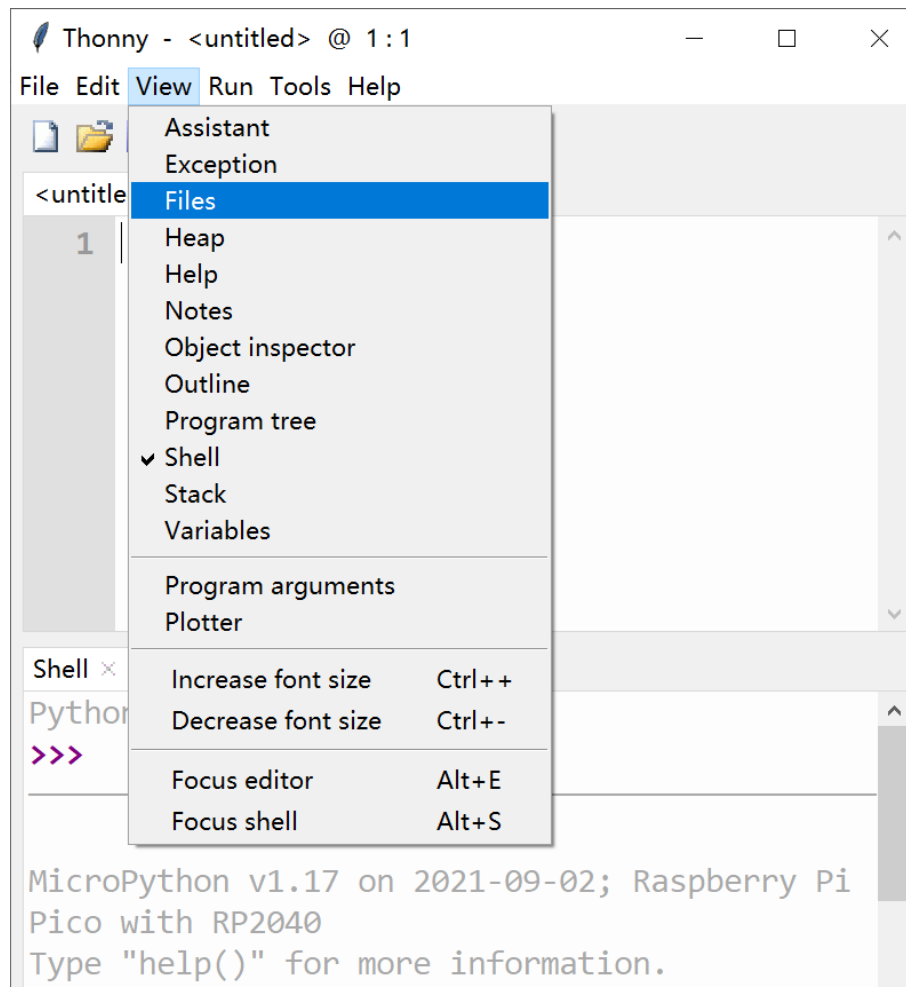 Thonny - <untitled> @ 1:1
File Edit View Run Tools Help
Assistant
Exception
<untitle
Files
1
Heap
Help
Notes
Object inspector
Outline
Program tree
Shell
Stack
Variables
Program arguments
Plotter
Shell
Increase font size Ctrl++
Pythor
Decrease font size Ctrl+-
>>>
Focus editor Alt+E
Focus shell Alt+S
MicroPython v1.17 on 2021-09-02; Raspberry Pi
Pico with RP2040
Type "help()" for more information.